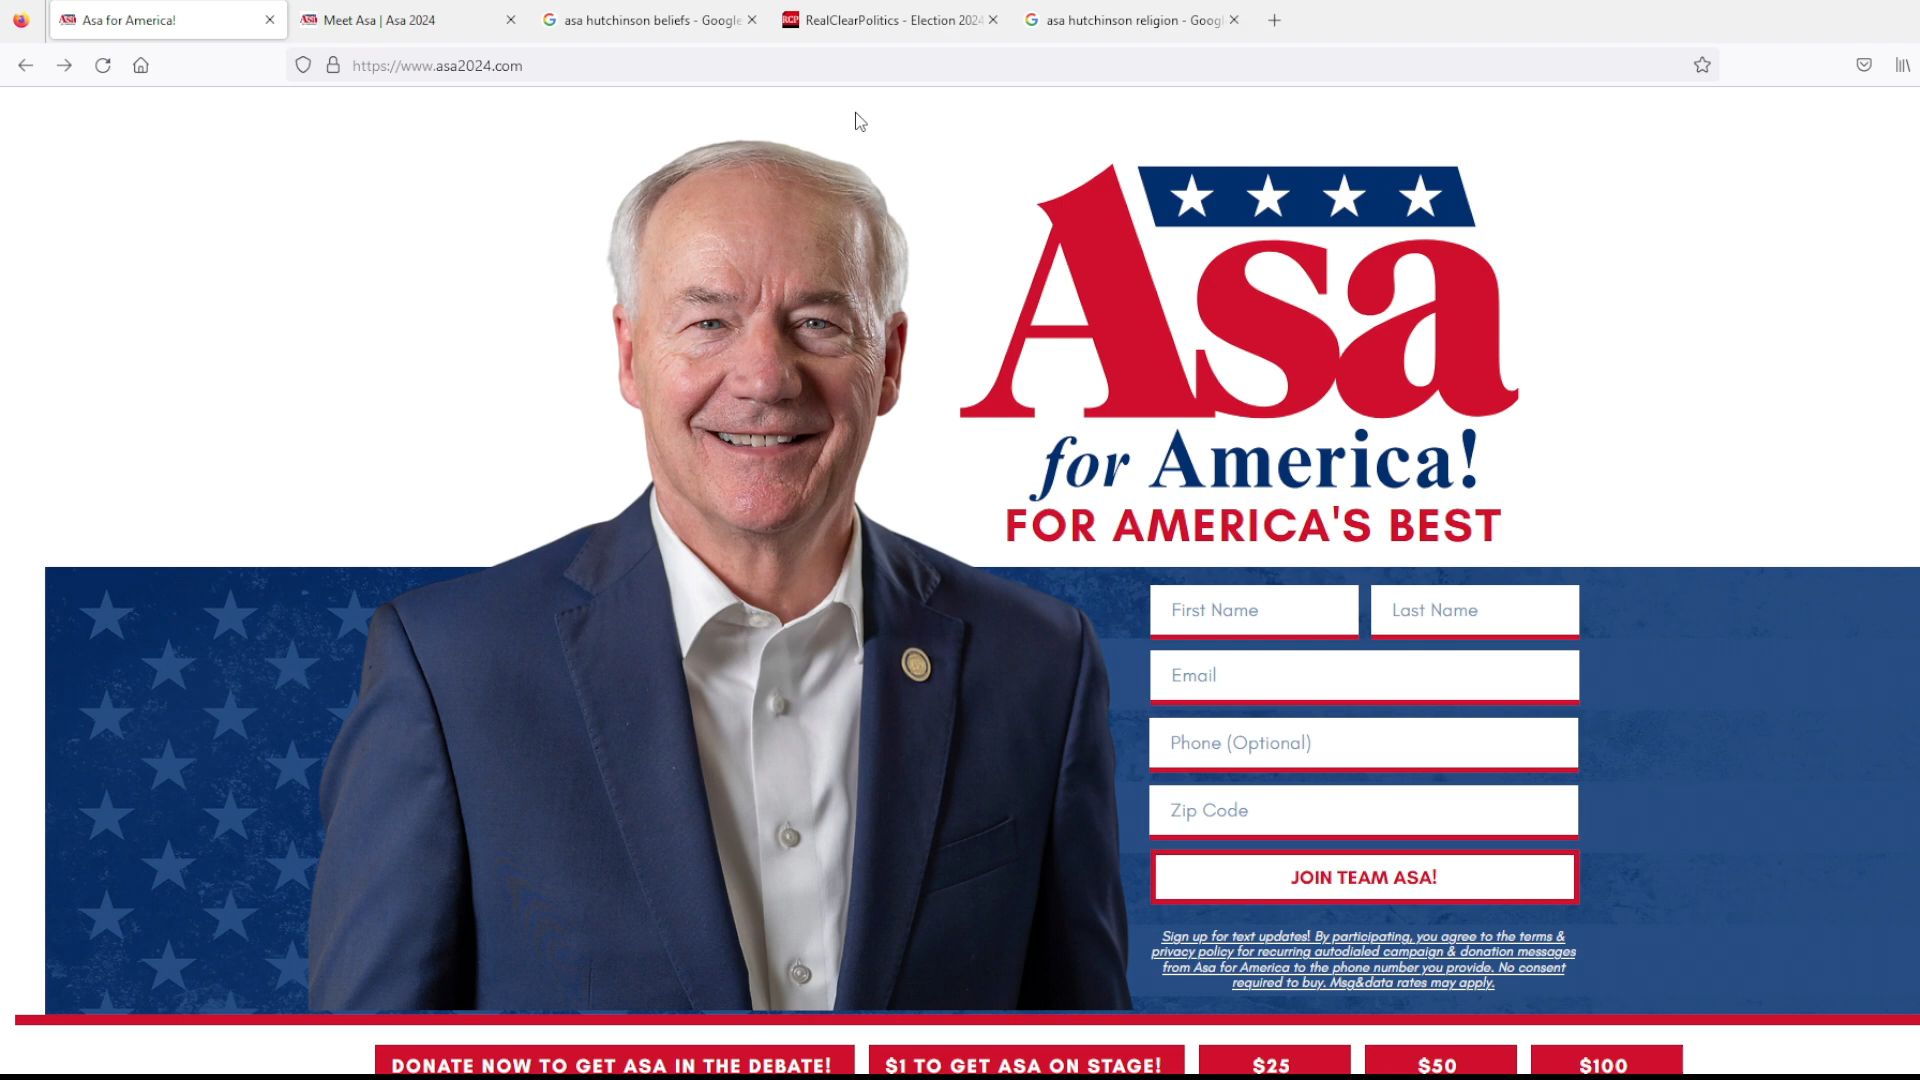 Asa for America!
Meet Asa | Asa 2024
asa hutchinson beliefs - Google
RealClearPolitics - Election 2024
asa hutchinson religion - Googl
https://www.asa2024.com
Asa
for America!
FOR AMERICA'S BEST
First Name
Last Name
Email
Phone (Optional)
Zip Code
JOIN TEAM ASA!
Sign up for text updates! By participating, you agree to the terms &
privacy policy for recurring autodialed campaign & donation messages
from Asa for America to the phone number you provide. No consent
required to buy. Msg&data rates may apply.
DONATE NOW TO GET ASA IN THE DEBATE!
$1 TO GET ASA ON STAGE!
$25
$50
$100